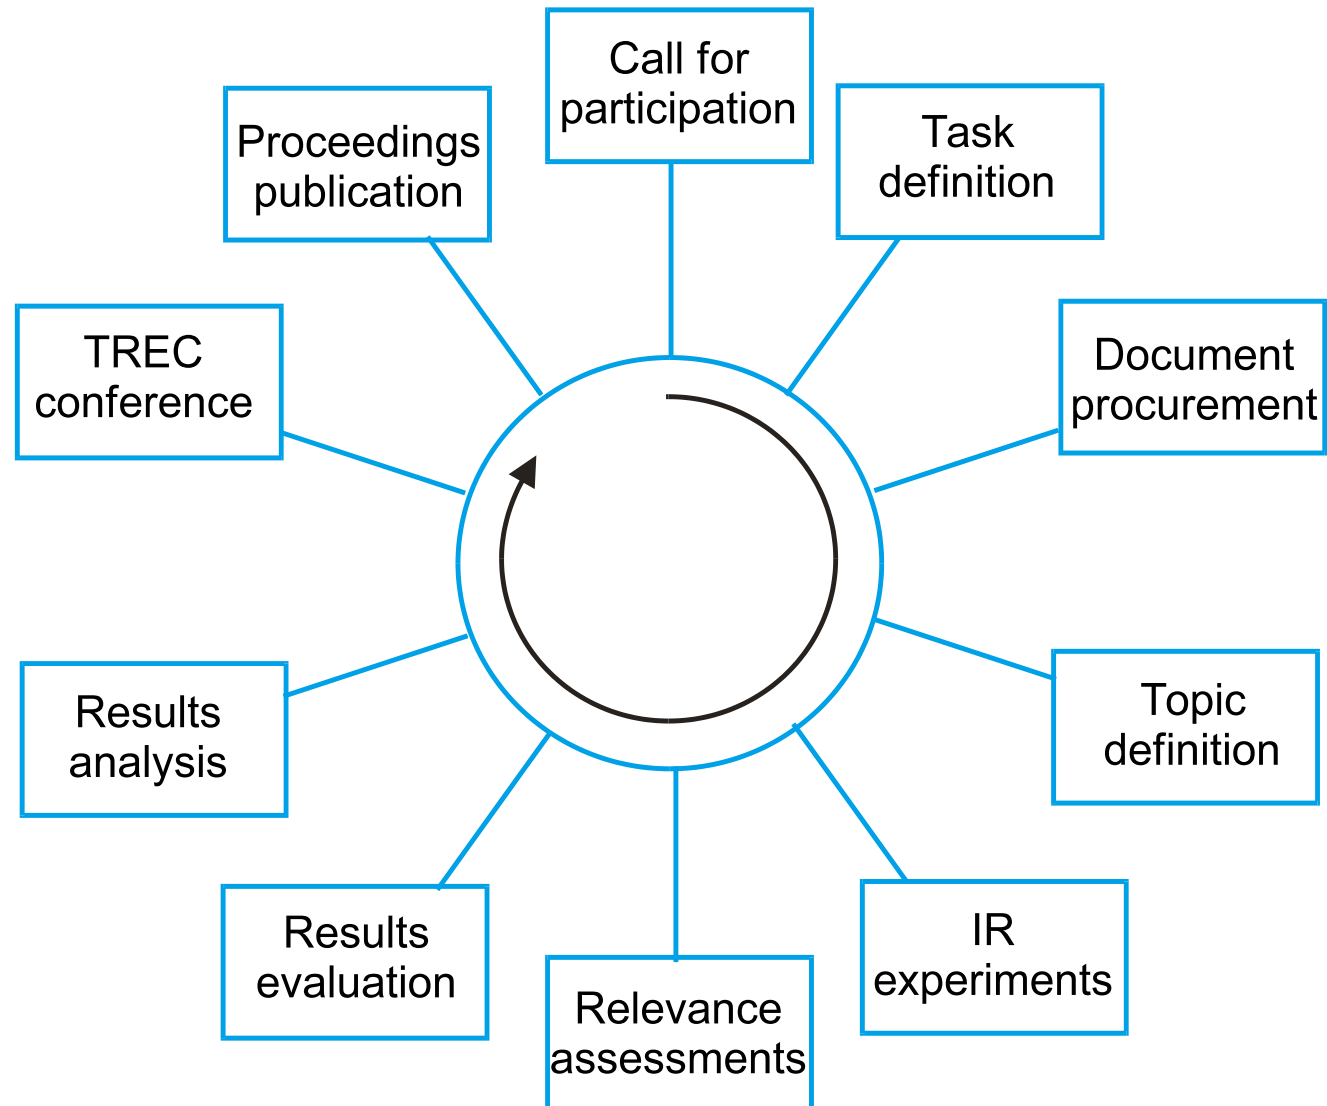 Call for
participation
Task
definition
Document
procurement
Topic
definition
IR
experiments
Relevance
assessments
Results
evaluation
Results
analysis
TREC
conference
Proceedings
publication